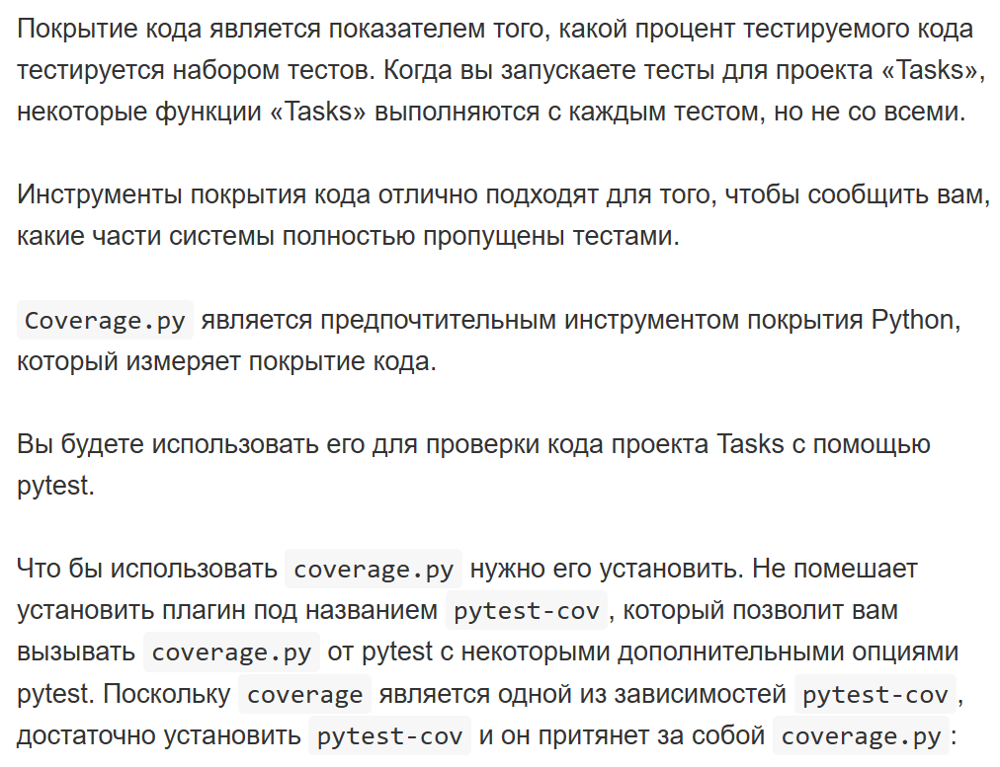 Покрытие кода является показателем того, какой процент тестируемого кода
тестируется набором тестов. Когда вы запускаете тесты для проекта «Tasks»,
некоторые функции «Tasks» выполняются с каждым тестом, но не со всеми.
Инструменты покрытия кода отлично подходят для того, чтобы сообщить вам,
какие части системы полностью пропущены тестами.
Coverage.py является предпочтительным инструментом покрытия Python,
который измеряет покрытие кода.
Вы будете использовать его для проверки кода проекта Tasks с помощью
pytest.
Что бы использовать coverage.py нужно его установить. Не помешает
установить плагин под названием pytest-cov, который позволит вам
вызывать coverage.py от pytest с некоторыми дополнительными опциями
pytest. Поскольку coverage является одной из зависимостей pytest-cov,
достаточно установить pytest-cov и он притянет за собой coverage.py: